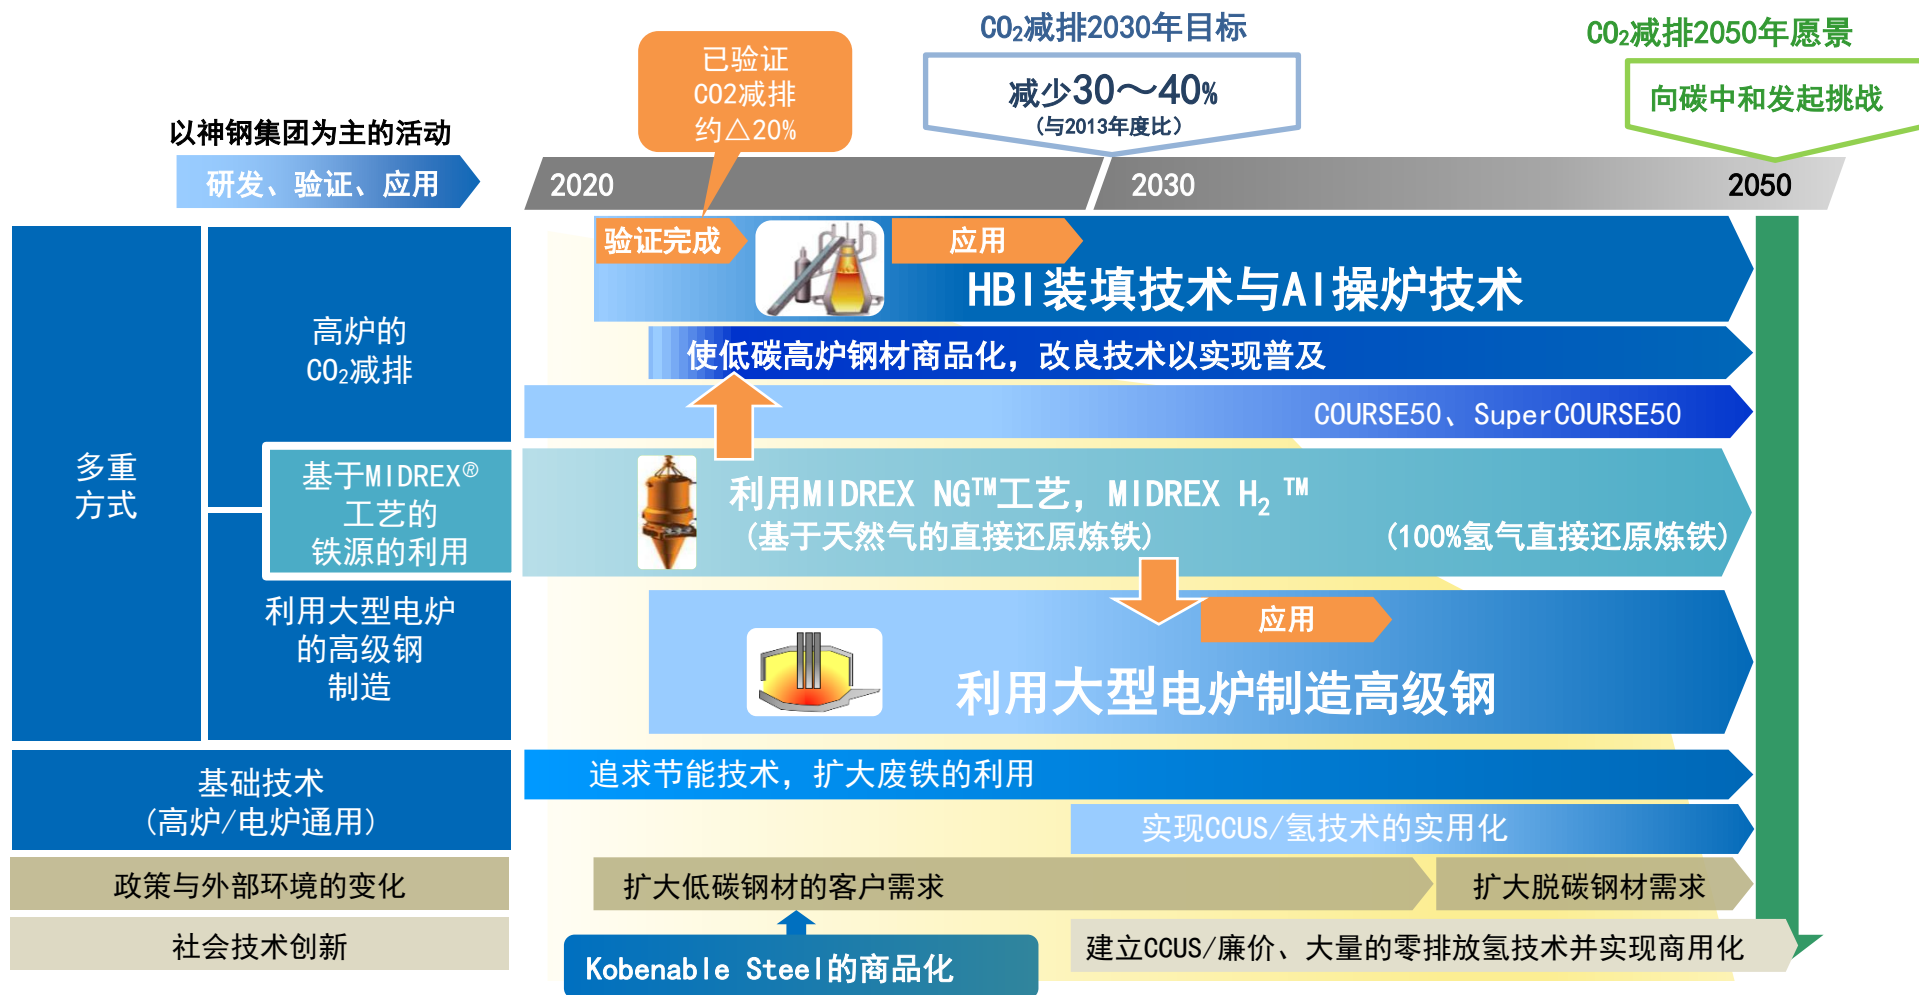 CO₂减排2030年目标
CO₂减排2050年愿景
已验证
CO2减排
约△20%
减少30～40%
(与2013年度比)
向碳中和发起挑战
以神钢集团为主的活动
研发、验证、应用
2020
2030
2050
验证完成
应用
HBI装填技术与AI操炉技术
高炉的
CO₂减排
使低碳高炉钢材商品化，改良技术以实现普及
COURSE50、SuperCOURSE50
多重
方式
基于MIDREX®
工艺的
铁源的利用
利用MIDREX NG™工艺，MIDREX H₂ ™
(基于天然气的直接还原炼铁)
(100%氢气直接还原炼铁)
利用大型电炉
的高级钢
制造
应用
利用大型电炉制造高级钢
基础技术
(高炉/电炉通用)
追求节能技术，扩大废铁的利用
实现CCUS/氢技术的实用化
政策与外部环境的变化
扩大低碳钢材的客户需求
扩大脱碳钢材需求
社会技术创新
Kobenable Steel的商品化
建立CCUS/廉价、大量的零排放氢技术并实现商用化